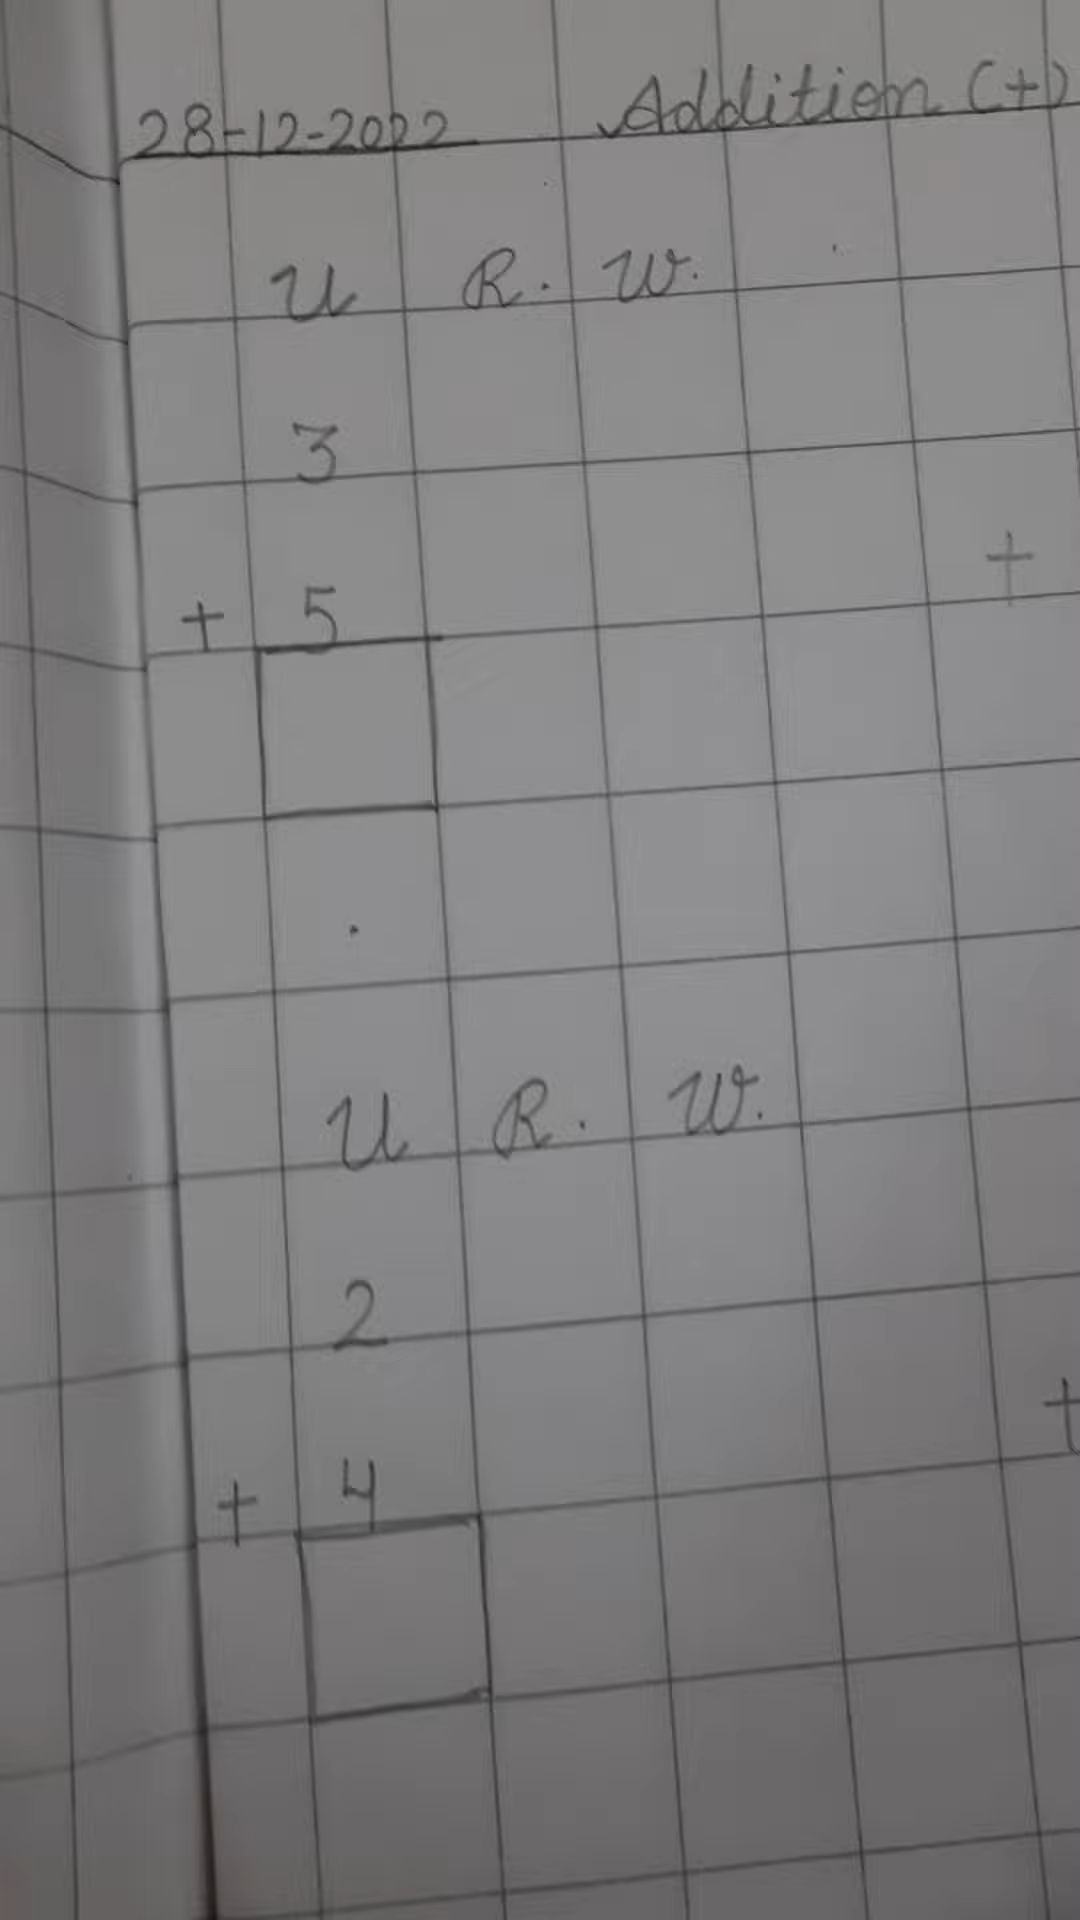 28-12-2022 Addition (+)
U R. W.
3
+
+ 5
U R. W.
2
+
+ 4